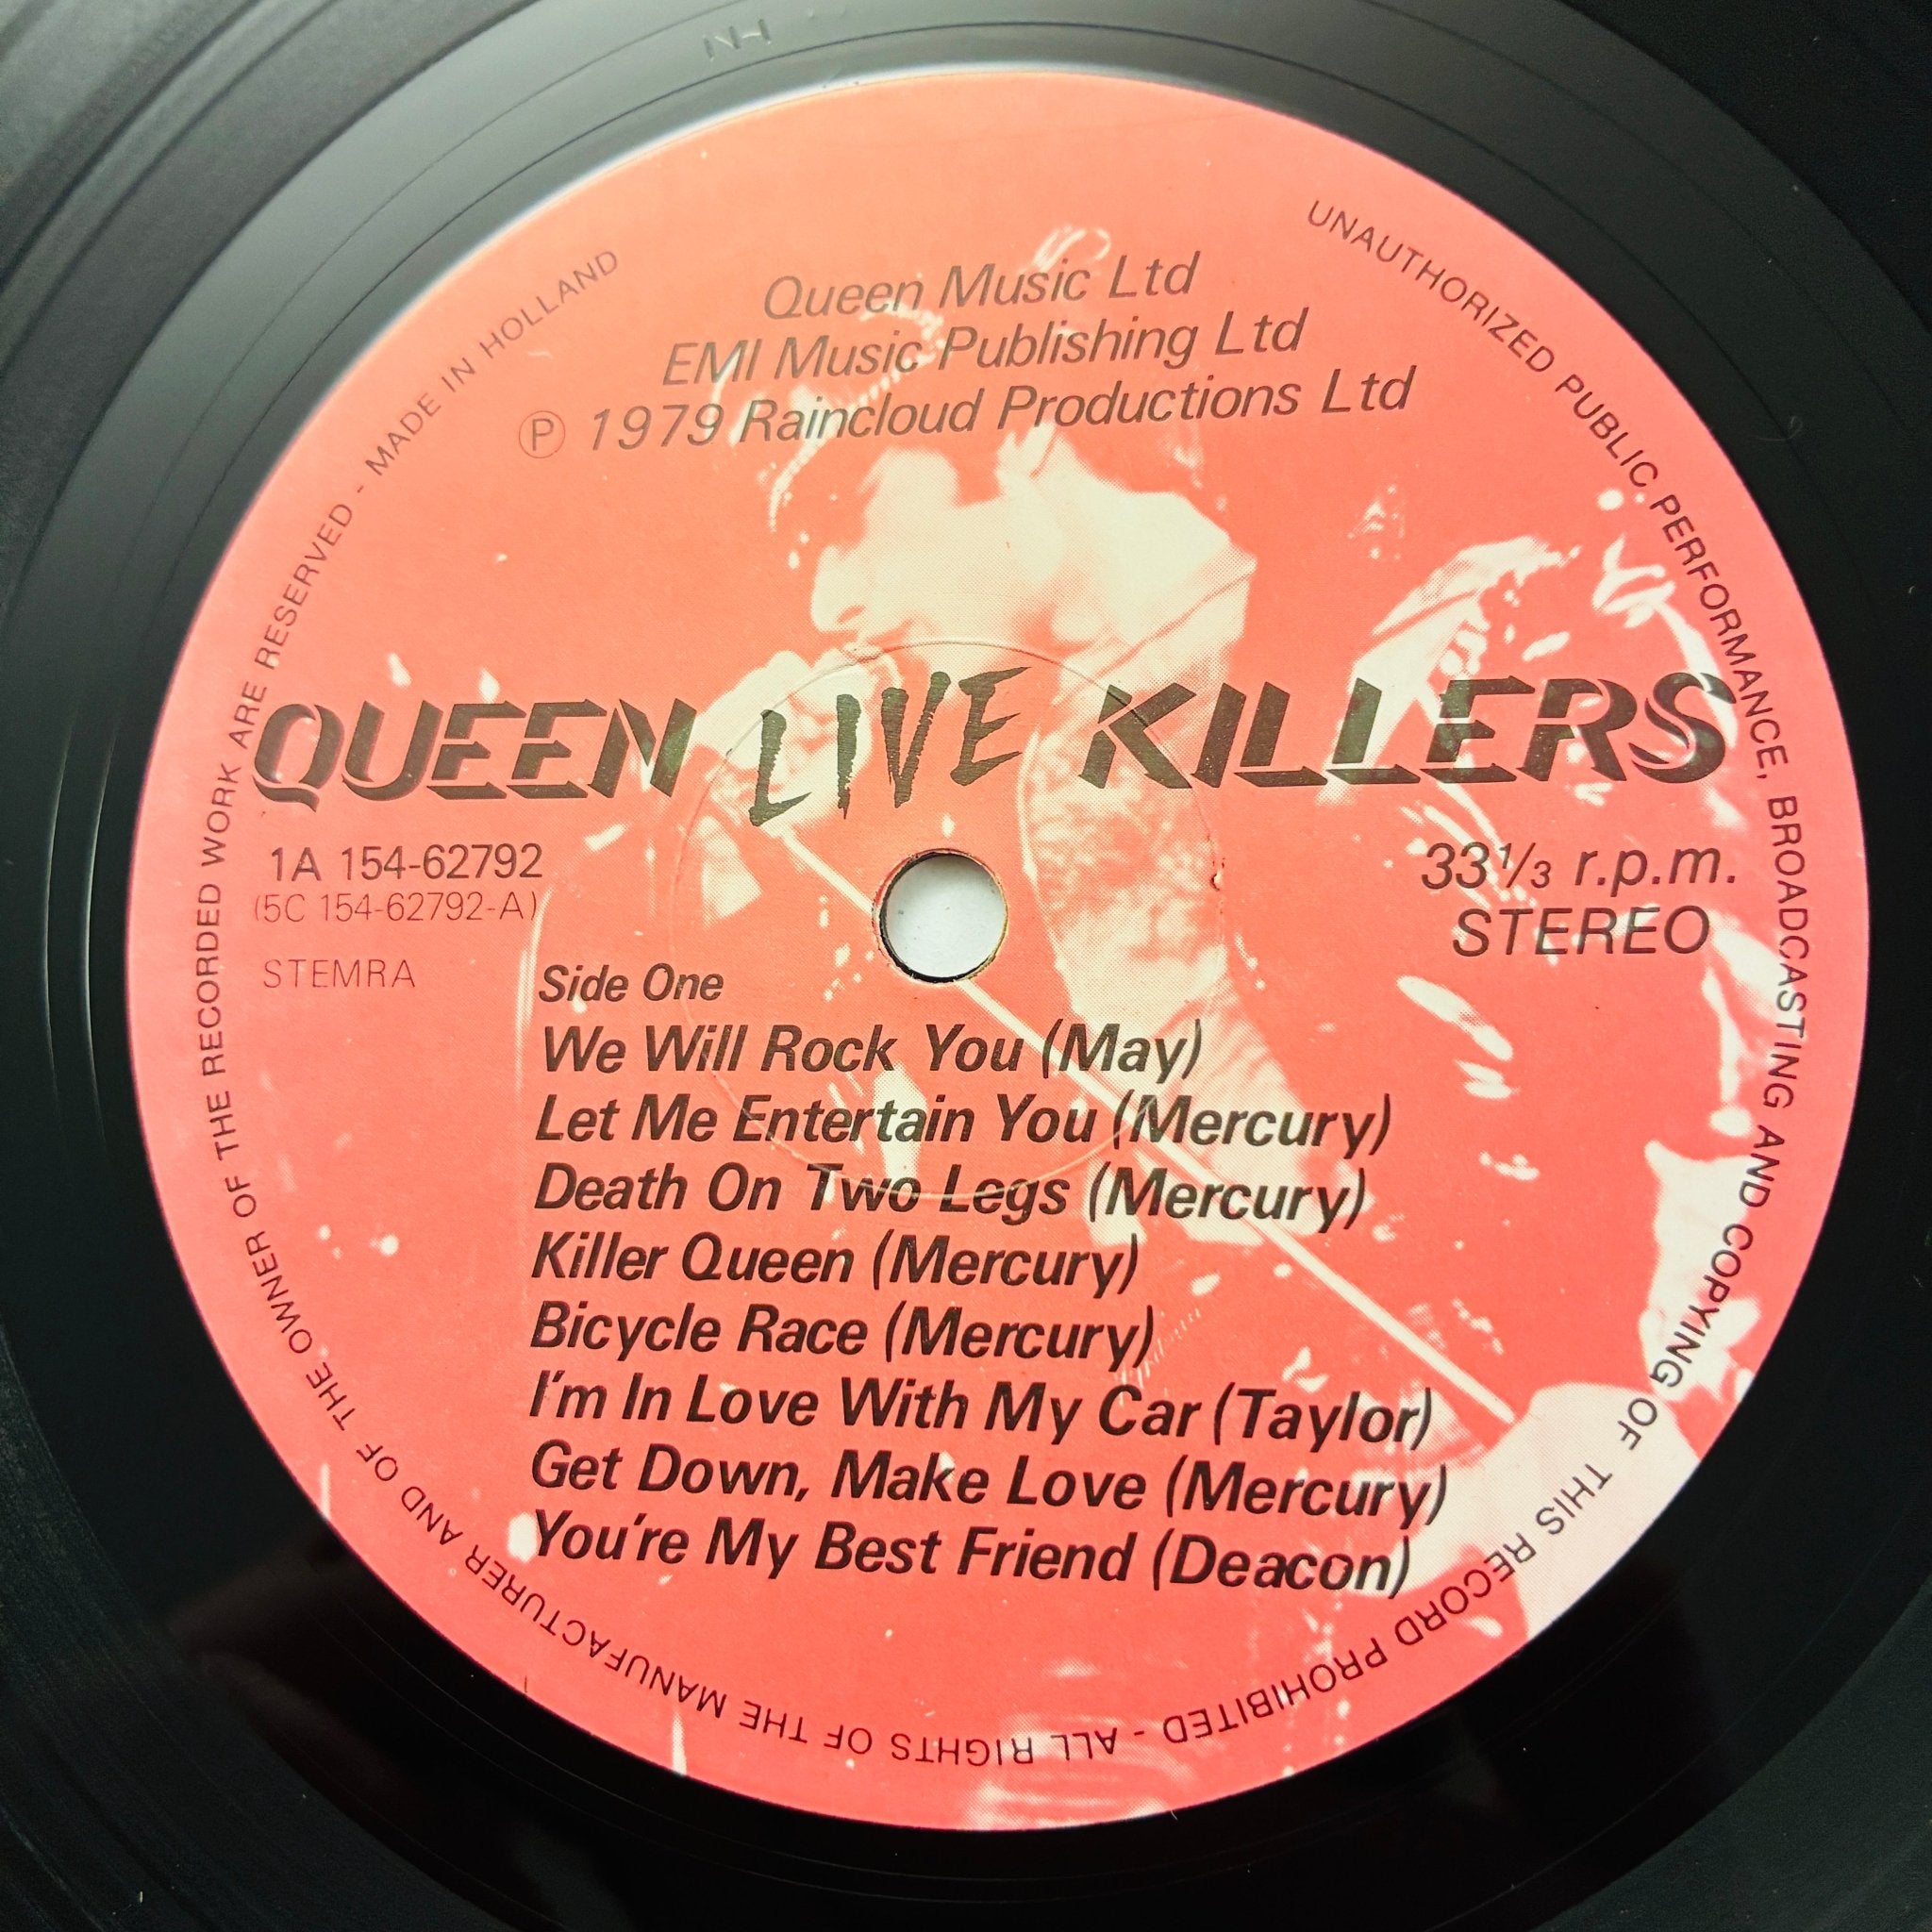 Queen Music Ltd
EMI Music Publishing Ltd
Ⓟ 1979 Raincloud Productions Ltd
QUEEN LIVE KILLERS
1A 154-62792
(5C 154-62792-A)
STEMRA
33⅓ r.p.m.
STEREO
Side One
We Will Rock You (May)
Let Me Entertain You (Mercury)
Death On Two Legs (Mercury)
Killer Queen (Mercury)
Bicycle Race (Mercury)
I'm In Love With My Car (Taylor)
Get Down, Make Love (Mercury)
You're My Best Friend (Deacon)
UNAUTHORIZED PUBLIC PERFORMANCE, BROADCASTING AND COPYING OF THIS RECORD PROHIBITED - ALL RIGHTS OF THE MANUFACTURER AND OF THE OWNER OF THE RECORDED WORK ARE RESERVED - MADE IN HOLLAND